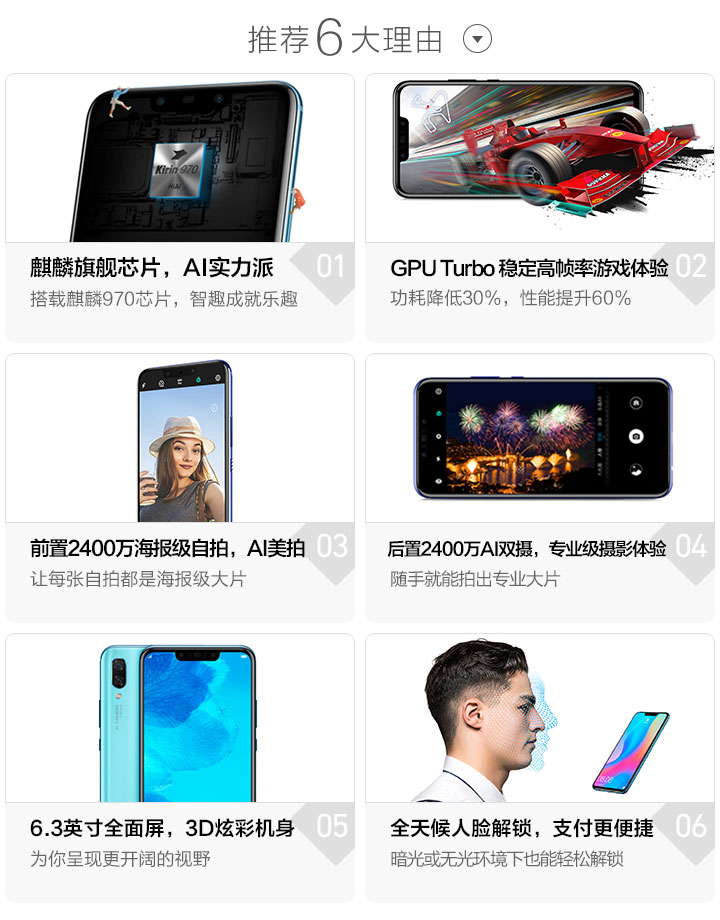 推荐6大理由
Kirin 970
HiAI
麒麟旗舰芯片，AI实力派
01
搭载麒麟970芯片，智趣成就乐趣
GPU Turbo 稳定高帧率游戏体验
02
功耗降低30%，性能提升60%
前置2400万海报级自拍，AI美拍
03
让每张自拍都是海报级大片
后置2400万AI双摄，专业级摄影体验
04
随手就能拍出专业大片
6.3英寸全面屏，3D炫彩机身
05
为你呈现更开阔的视野
全天候人脸解锁，支付更便捷
06
暗光或无光环境下也能轻松解锁